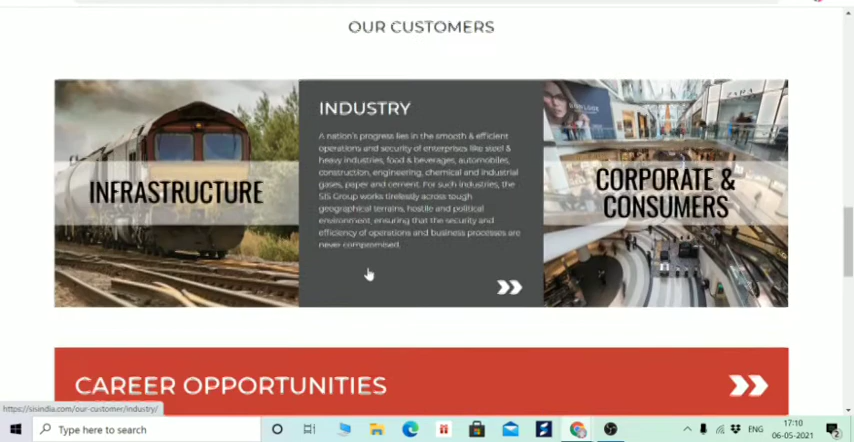 OUR CUSTOMERS
INFRASTRUCTURE
INDUSTRY
A nation's progress lies in the smooth & efficient
operations and security of enterprises like steel &
heavy industries, food & beverages, automobiles,
construction, engineering, chemical and industrial
gases, paper and cement. For such industries, the
SIS Group works tirelessly across tough
geographical terrains, hostile and political
environment, ensuring that the security and
efficiency of operations and business processes are
never compromised.
ZARA
CORPORATE &
CONSUMERS
CAREER OPPORTUNITIES
https://sisindia.com/our-customer/industry/
Type here to search
ENG
17:10
06-05-2021
2